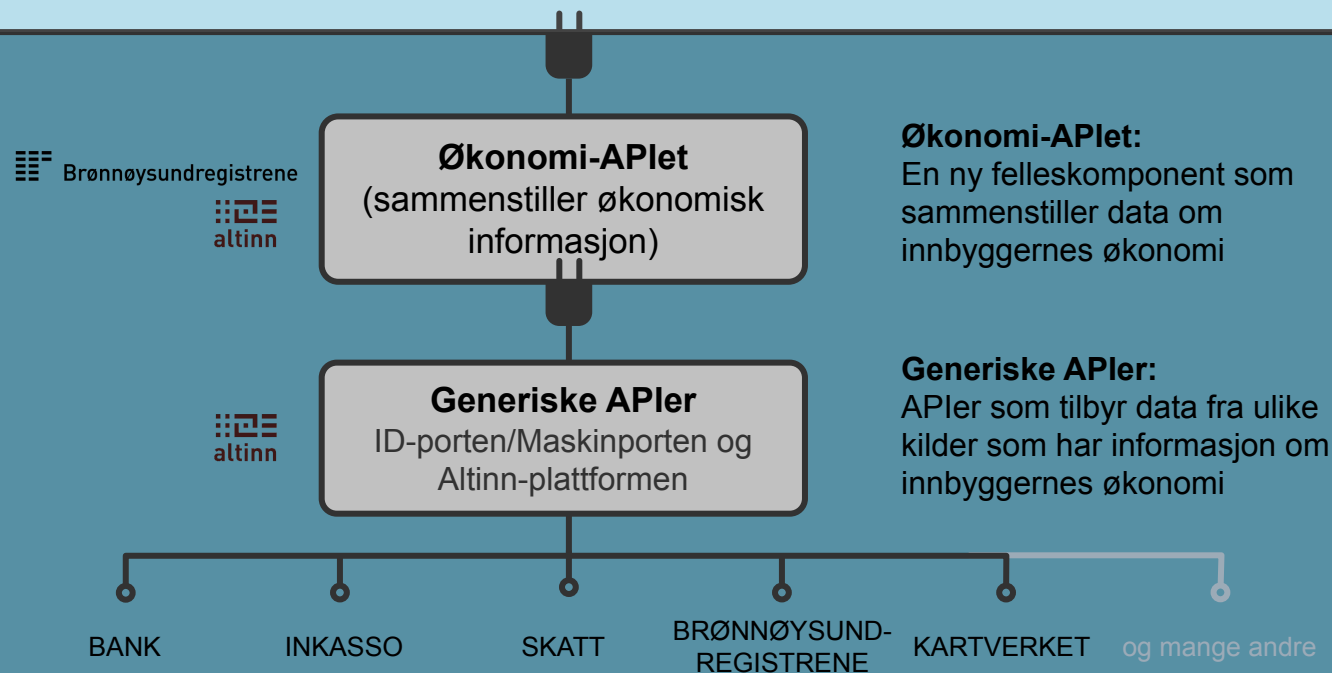 Brønnøysundregistrene
altinn
Økonomi-APIet
(sammenstiller økonomisk
informasjon)
Økonomi-APIet:
En ny felleskomponent som
sammenstiller data om
innbyggernes økonomi
altinn
Generiske APIer
ID-porten/Maskinporten og
Altinn-plattformen
Generiske APIer:
APIer som tilbyr data fra ulike
kilder som har informasjon om
innbyggernes økonomi
BANK
INKASSO
SKATT
BRØNNØYSUND-
REGISTRENE
KARTVERKET
og mange andre